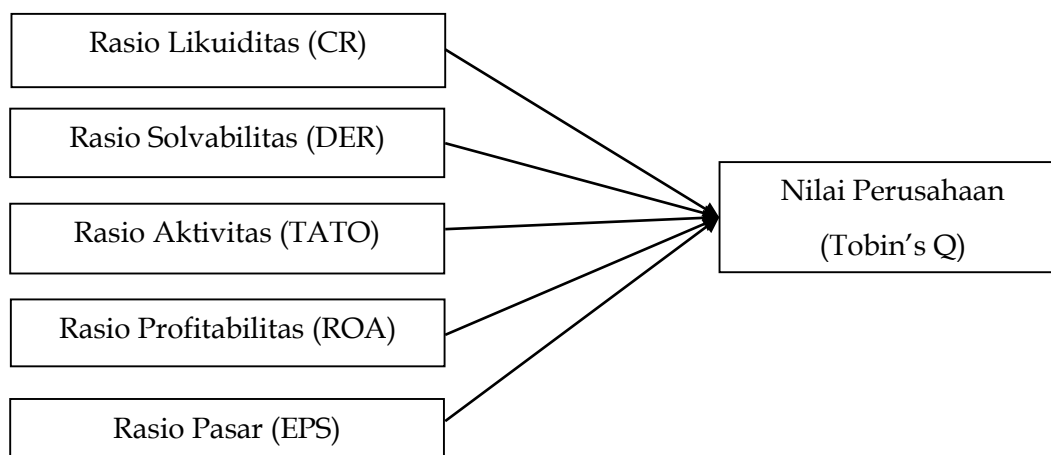 Rasio Likuiditas (CR)
Rasio Solvabilitas (DER)
Rasio Aktivitas (TATO)
Rasio Profitabilitas (ROA)
Rasio Pasar (EPS)
Nilai Perusahaan
(Tobin’s Q)